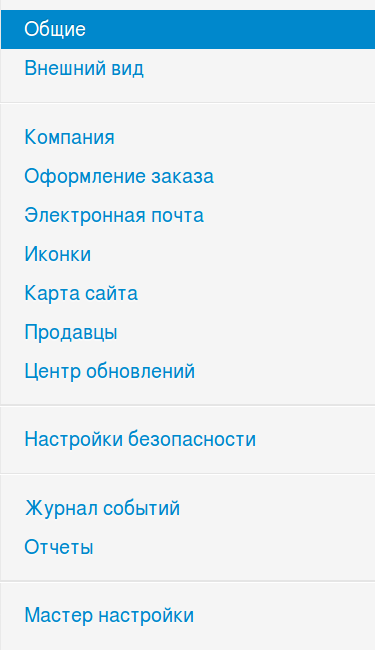 Общие
Внешний вид
Компания
Оформление заказа
Электронная почта
Иконки
Карта сайта
Продавцы
Центр обновлений
Настройки безопасности
Журнал событий
Отчеты
Мастер настройки